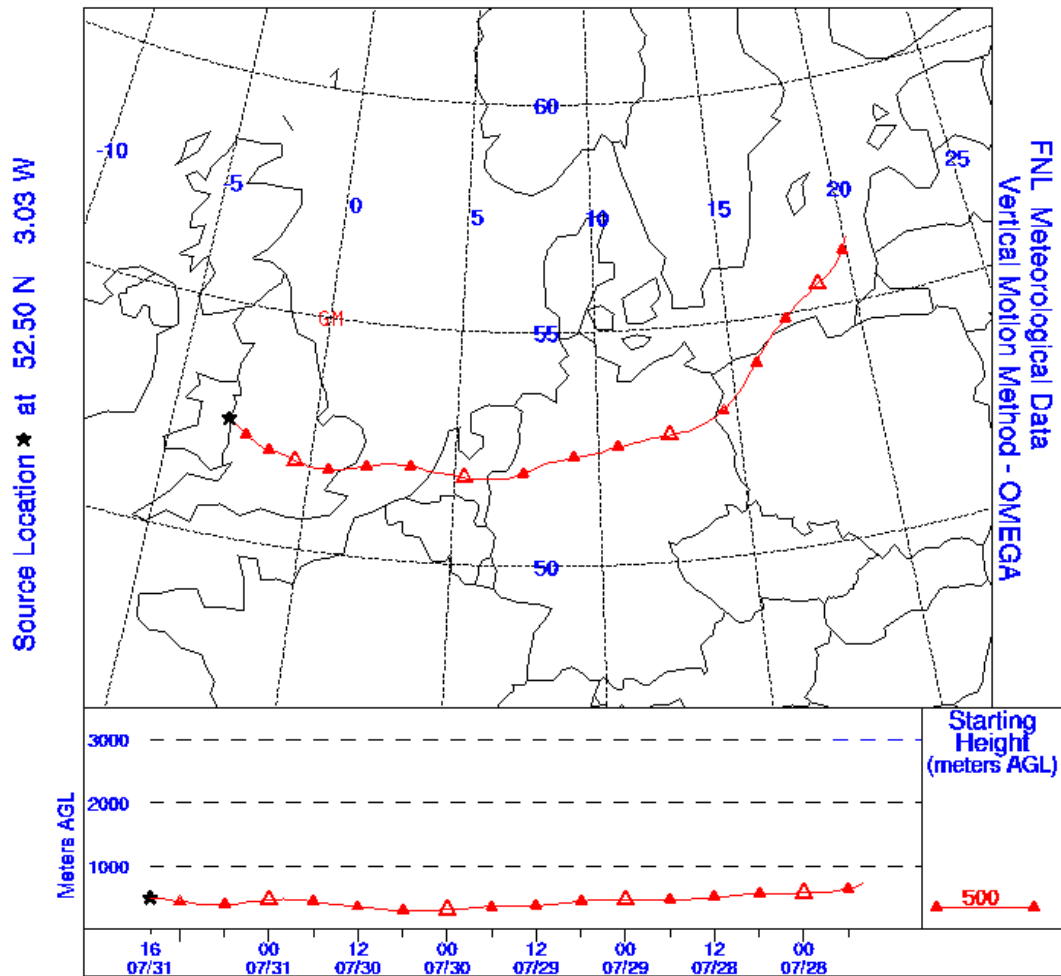 Source Location ★ at 52.50 N 3.03 W
60
-10
-5
0
5
10
15
20
25
GM
55
50
FNL Meteorological Data
Vertical Motion Method - OMEGA
Meters AGL
3000
2000
1000
16 00 12 00 12 00 12 00
07/31 07/31 07/30 07/30 07/29 07/29 07/28 07/28
Starting
Height
(meters AGL)
500